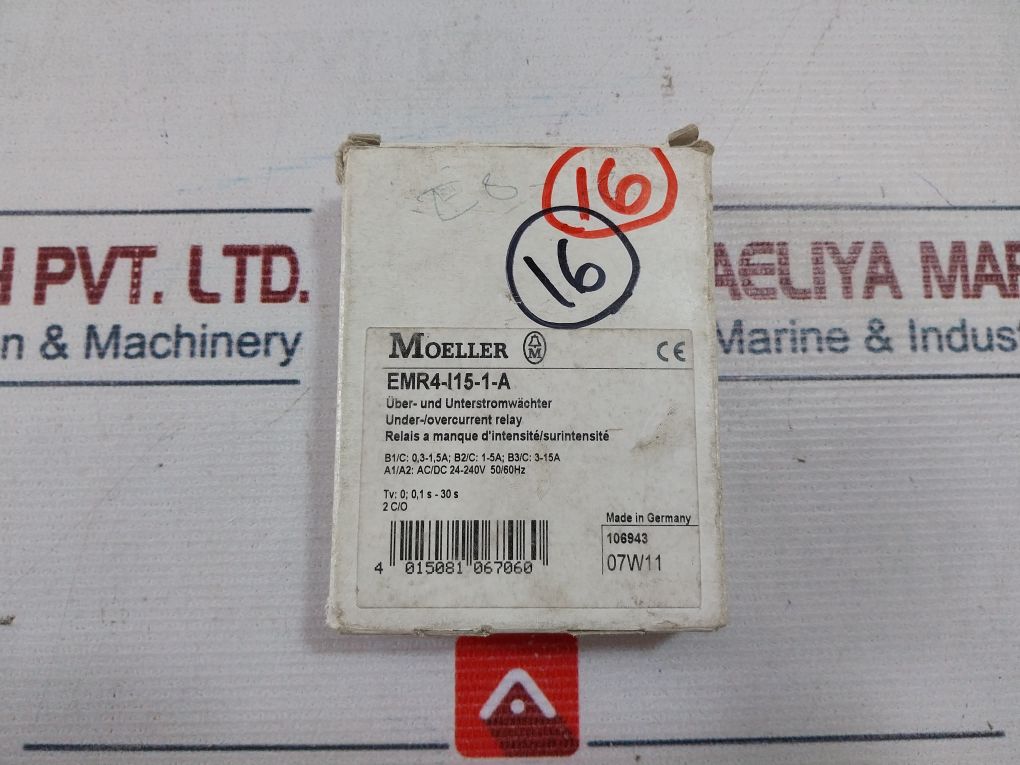 E 8
16
16
H PVT. LTD.
AELIYA MAR
n & Machinery
Marine & Indus
MOELLER
CE
EMR4-I15-1-A
Über- und Unterstromwächter
Under-/overcurrent relay
Relais a manque d'intensité/surintensité
B1/C: 0,3-1,5A; B2/C: 1-5A; B3/C: 3-15A
A1/A2: AC/DC 24-240V 50/60Hz
Tv: 0; 0,1 s - 30 s
2 C/O
Made in Germany
106943
07W11
4 015081 067060